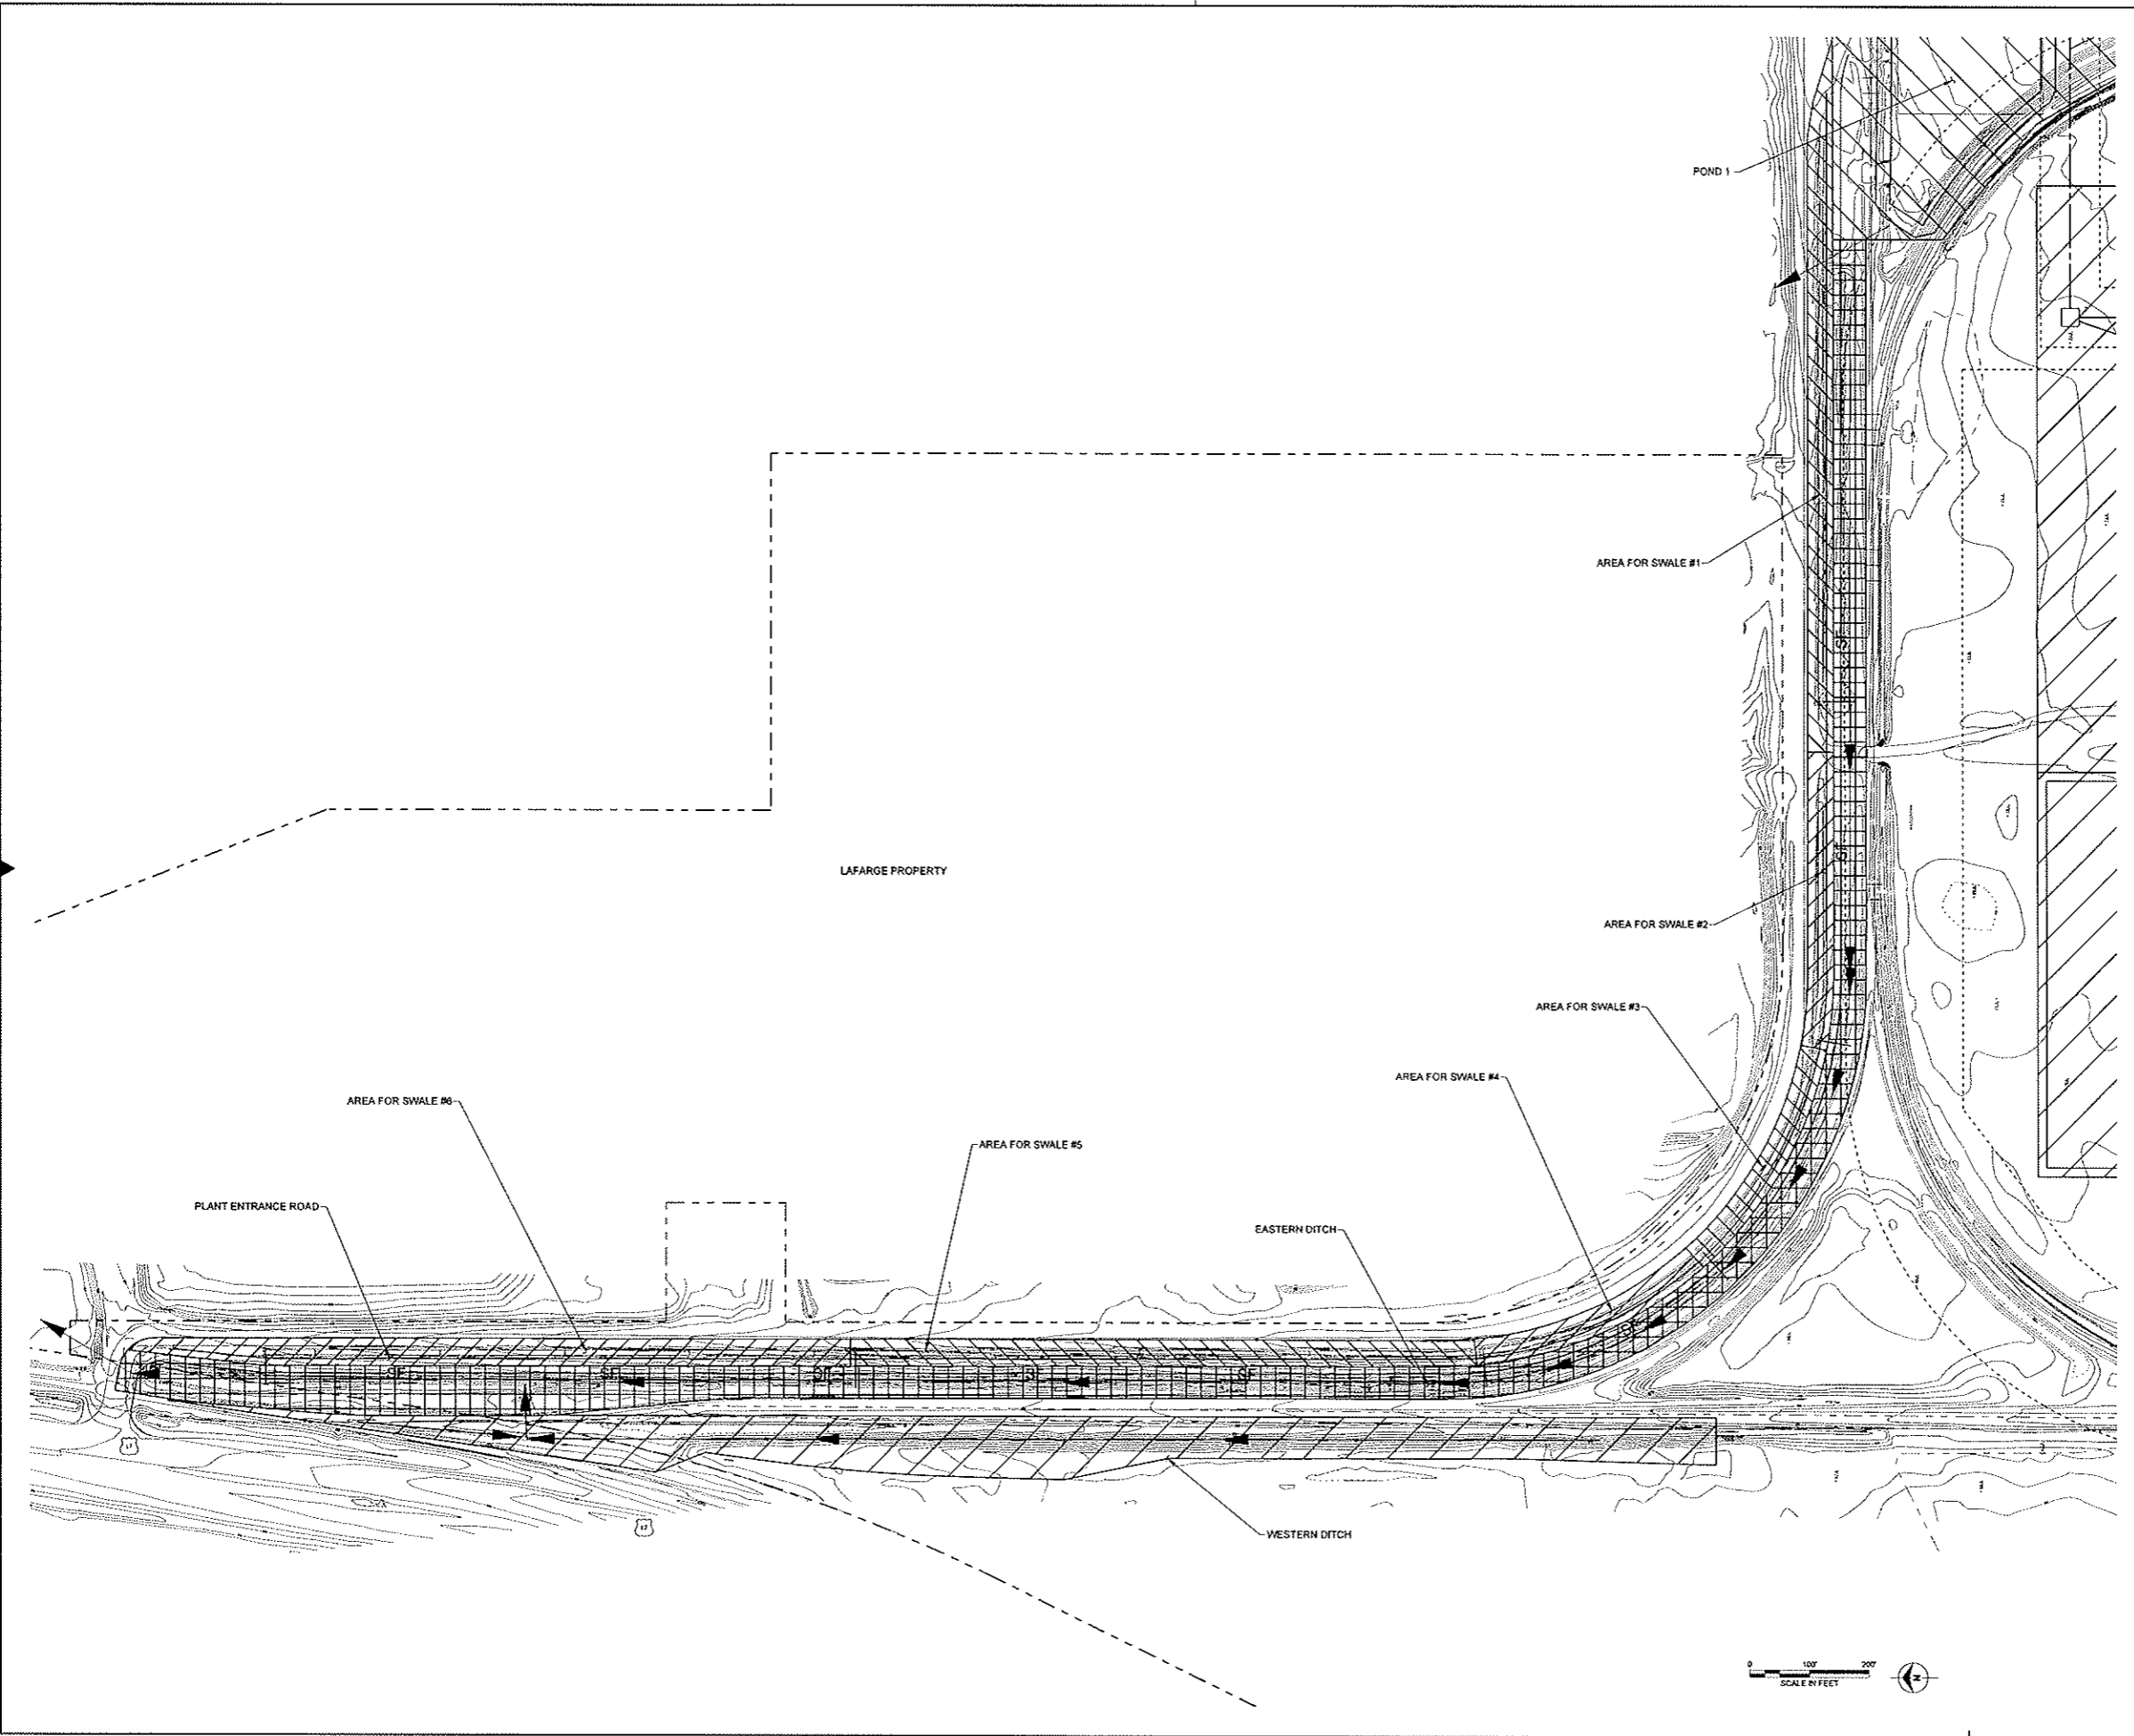 POND 1
AREA FOR SWALE #1
SF
LAFARGE PROPERTY
SF
AREA FOR SWALE #2
AREA FOR SWALE #3
AREA FOR SWALE #4
AREA FOR SWALE #6
AREA FOR SWALE #5
PLANT ENTRANCE ROAD
EASTERN DITCH
SF
SF
SF
SF
SF
17
17
WESTERN DITCH
0 100' 200'
SCALE IN FEET
N